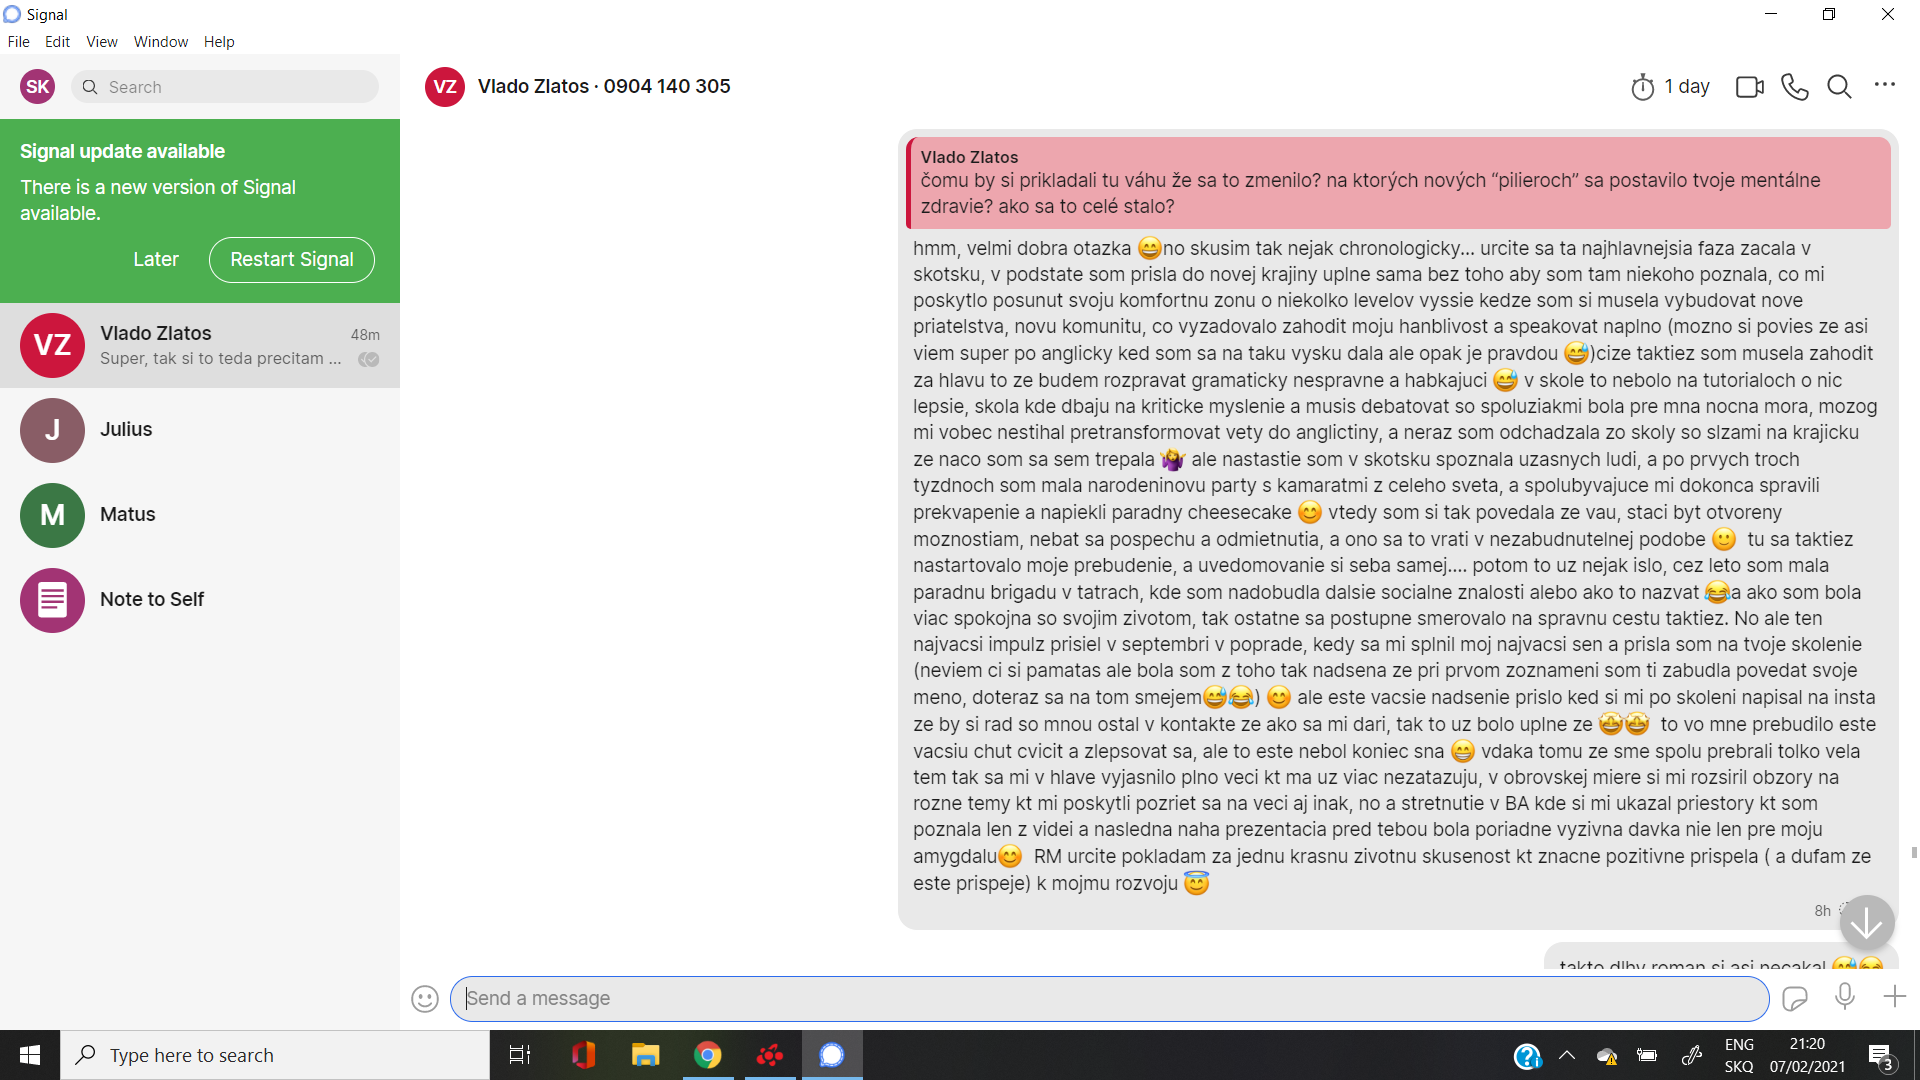 Signal
File Edit View Window Help
SK Search
Signal update available
There is a new version of Signal
available.
Later Restart Signal
VZ Vlado Zlatos 48m
Super, tak si to teda precitam ...
J Julius
M Matus
Note to Self
VZ Vlado Zlatos · 0904 140 305 1 day
Vlado Zlatos
čomu by si prikladali tu váhu že sa to zmenilo? na ktorých nových “pilieroch” sa postavilo tvoje mentálne
zdravie? ako sa to celé stalo?
hmm, velmi dobra otazka 😄no skusim tak nejak chronologicky... urcite sa ta najhlavnejsia faza zacala v
skotsku, v podstate som prisla do novej krajiny uplne sama bez toho aby som tam niekoho poznala, co mi
poskytlo posunut svoju komfortnu zonu o niekolko levelov vyssie kedze som si musela vybudovat nove
priatelstva, novu komunitu, co vyzadovalo zahodit moju hanblivost a speakovat naplno (mozno si povies ze asi
viem super po anglicky ked som sa na taku vysku dala ale opak je pravdou 😅)cize taktiez som musela zahodit
za hlavu to ze budem rozpravat gramaticky nespravne a habkajuci 😅 v skole to nebolo na tutorialoch o nic
lepsie, skola kde dbaju na kriticke myslenie a musis debatovat so spoluziakmi bola pre mna nocna mora, mozog
mi vobec nestihal pretransformovat vety do anglictiny, a neraz som odchadzala zo skoly so slzami na krajicku
ze naco som sa sem trepala 🤷‍♀️ ale nastastie som v skotsku spoznala uzasnych ludi, a po prvych troch
tyzdnoch som mala narodeninovu party s kamaratmi z celeho sveta, a spolubyvajuce mi dokonca spravili
prekvapenie a napiekli paradny cheesecake 😊 vtedy som si tak povedala ze vau, staci byt otvoreny
moznostiam, nebat sa pospechu a odmietnutia, a ono sa to vrati v nezabudnutelnej podobe 🙂 tu sa taktiez
nastartovalo moje prebudenie, a uvedomovanie si seba samej.... potom to uz nejak islo, cez leto som mala
paradnu brigadu v tatrach, kde som nadobudla dalsie socialne znalosti alebo ako to nazvat 😂a ako som bola
viac spokojna so svojim zivotom, tak ostatne sa postupne smerovalo na spravnu cestu taktiez. No ale ten
najvacsi impulz prisiel v septembri v poprade, kedy sa mi splnil moj najvacsi sen a prisla som na tvoje skolenie
(neviem ci si pamatas ale bola som z toho tak nadsena ze pri prvom zoznameni som ti zabudla povedat svoje
meno, doteraz sa na tom smejem😅😂) 😊 ale este vacsie nadsenie prislo ked si mi po skoleni napisal na insta
ze by si rad so mnou ostal v kontakte ze ako sa mi dari, tak to uz bolo uplne ze 🤩🤩 to vo mne prebudilo este
vacsiu chut cvicit a zlepsovat sa, ale to este nebol koniec sna 😁 vdaka tomu ze sme spolu prebrali tolko vela
tem tak sa mi v hlave vyjasnilo plno veci kt ma uz viac nezatazuju, v obrovskej miere si mi rozsiril obzory na
rozne temy kt mi poskytli pozriet sa na veci aj inak, no a stretnutie v BA kde si mi ukazal priestory kt som
poznala len z videi a nasledna naha prezentacia pred tebou bola poriadne vyzivna davka nie len pre moju
amygdalu😊 RM urcite pokladam za jednu krasnu zivotnu skusenost kt znacne pozitivne prispela ( a dufam ze
este prispeje) k mojmu rozvoju 😇
8h
takto dlhy roman si asi necakal 😅😂
Send a message
Type here to search
ENG
SKQ
21:20
07/02/2021
3